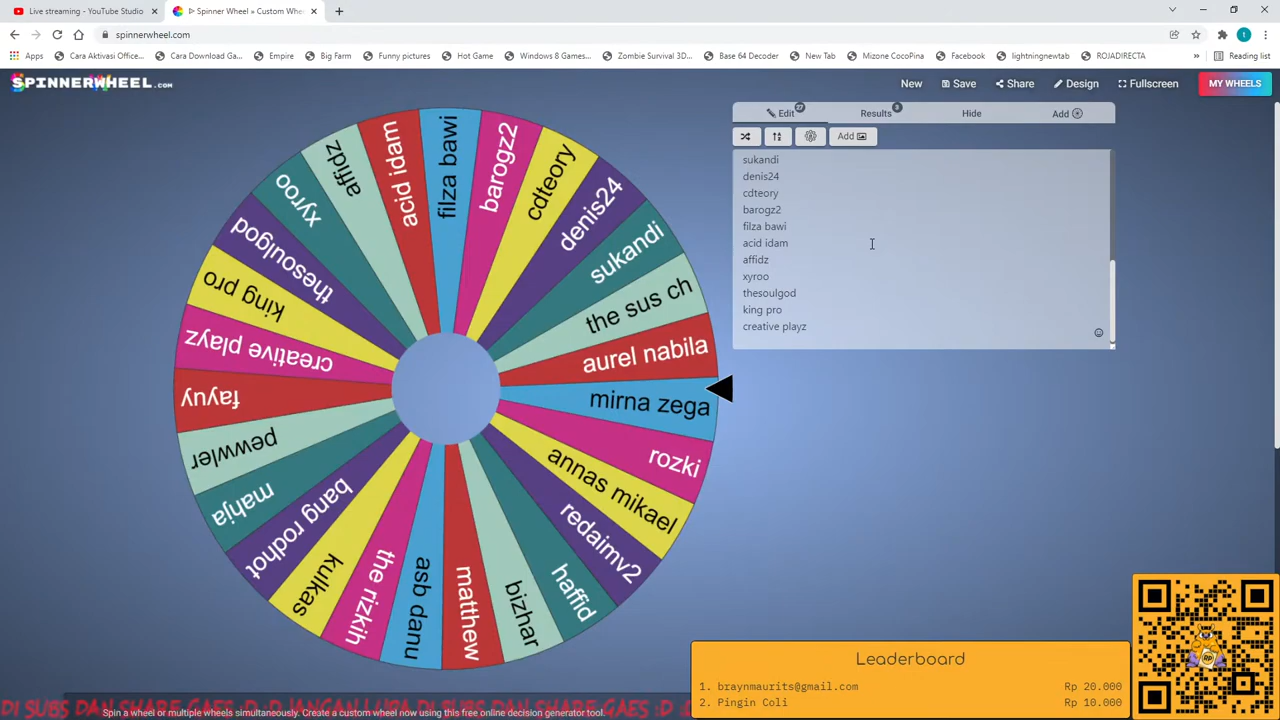 Live streaming - YouTube Studio
Spinner Wheel » Custom Whe
spinnerwheel.com
Apps
Cara Aktivasi Office...
Cara Download Ga...
Empire
Big Farm
Funny pictures
Hot Game
Windows 8 Games...
Zombie Survival 3D...
Base 64 Decoder
New Tab
Mizone CocoPina
Facebook
lightningnewtab
ROJADIRECTA
»
Reading list
SPINNERWHEEL.COM
New
Save
Share
Design
Fullscreen
MY WHEELS
Edit
27
Results
Hide
Add
Add
sukandi
denis24
cdteory
barogz2
filza bawi
acid idam
affidz
xyroo
thesoulgod
king pro
creative playz
filza bawi
barogz2
cdteory
denis24
sukandi
the sus ch
aurel nabila
mirna zega
rozki
annas mikael
redaimv2
haffid
bizhar
matthew
asb danu
the rizkih
kulkas
bang rodhot
mahja
pewwler
fayuy
creative playz
king pro
thesoulgod
xyroo
affidz
acid idam
Leaderboard
1. braynmaurits@gmail.com Rp 20.000
2. Pingin Coli Rp 10.000
RP
Spin a wheel or multiple wheels simultaneously. Create a custom wheel now using this free online decision generator tool.